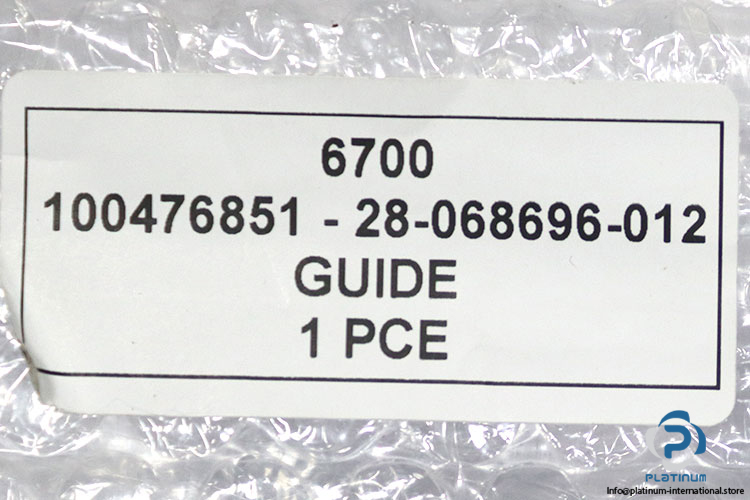 6700
100476851 - 28-068696-012
GUIDE
1 PCE
PLATINUM
Info@platinum-international.store